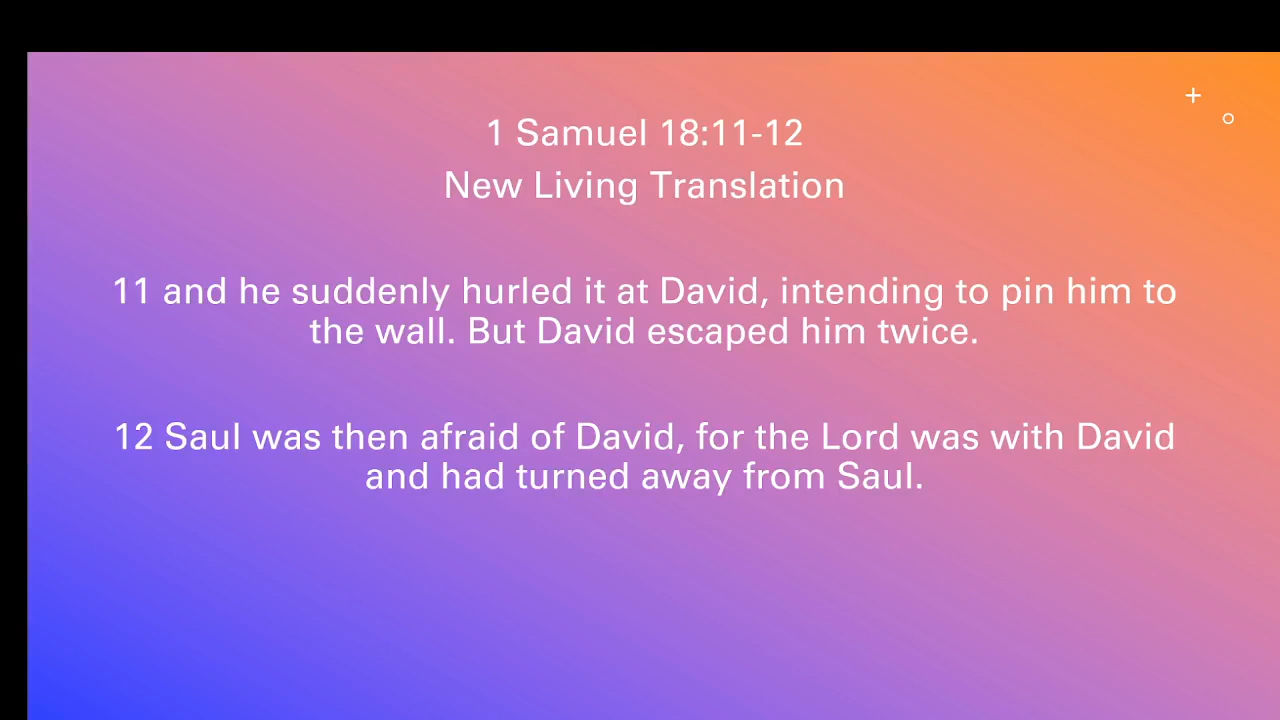 1 Samuel 18:11-12
New Living Translation
11 and he suddenly hurled it at David, intending to pin him to
the wall. But David escaped him twice.
12 Saul was then afraid of David, for the Lord was with David
and had turned away from Saul.